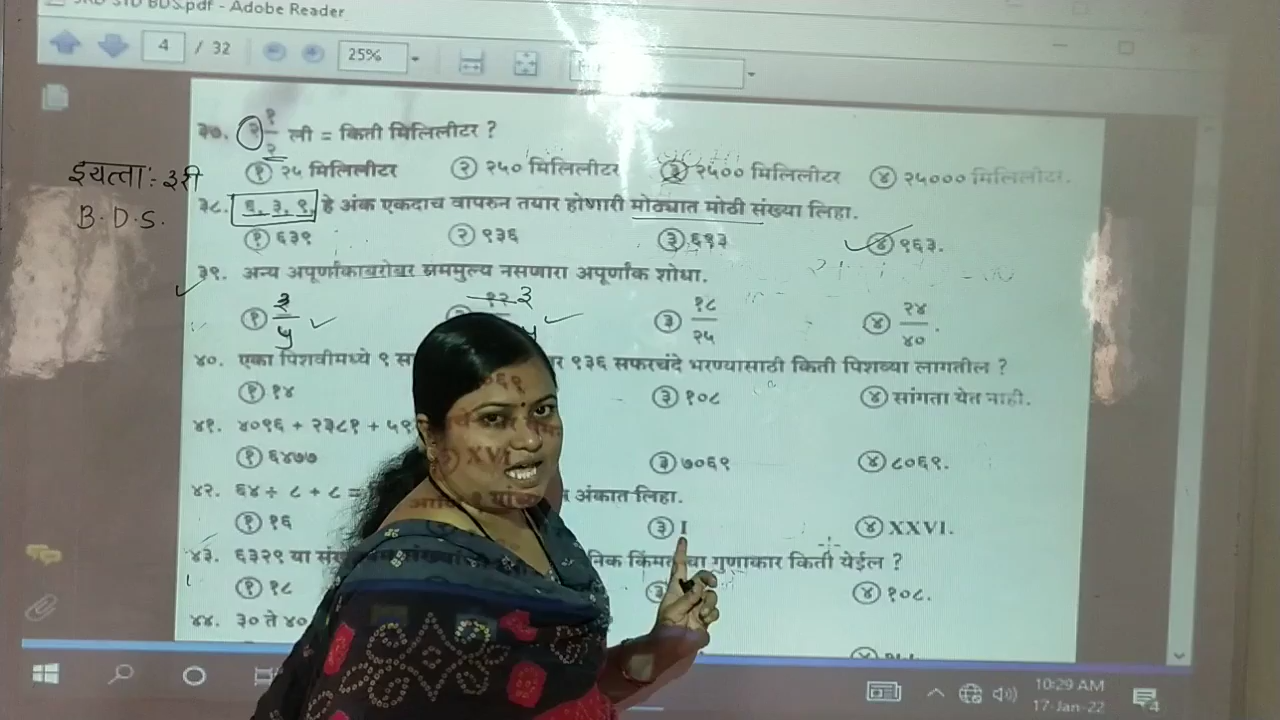 BDS.pdf - Adobe Reader
4 / 32
25%
३७. २ १/२ ली = किती मिलिलीटर ?
१ २५ मिलिलीटर २ २५० मिलिलीटर ३ २५०० मिलिलीटर ४ २५००० मिलिलीटर.
इयत्ता:- ३री
B.D.S.
३८. ६, ३, ९ हे अंक एकदाच वापरुन तयार होणारी मोठ्यात मोठी संख्या लिहा.
१ ६३९ २ ९३६ ३ ६९३ ४ ९६३.
३९. अन्य अपूर्णांकाबरोबर सममुल्य नसणारा अपूर्णांक शोधा.
१ ३/५ १२ ३ ३ १८/२५ ४ २४/४०.
४०. एका पिशवीमध्ये ९ ९३६ सफरचंदे भरण्यासाठी किती पिशव्या लागतील ?
१ १४ ३ १०८ ४ सांगता येत नाही.
४१. ४०९६ + २३८१ + ५९
१ ६४७७ ३ ७०६९ ४ ८०६९.
४२. ६४ ÷ ८ + ८ = अंकात लिहा.
१ १६ XVI ३ I ४ XXVI.
४३. ६३२९ या गुणाकार किती येईल ?
१ १८ ४ १०८.
४४. ३० ते ४०
10:29 AM
17-Jan-22
4